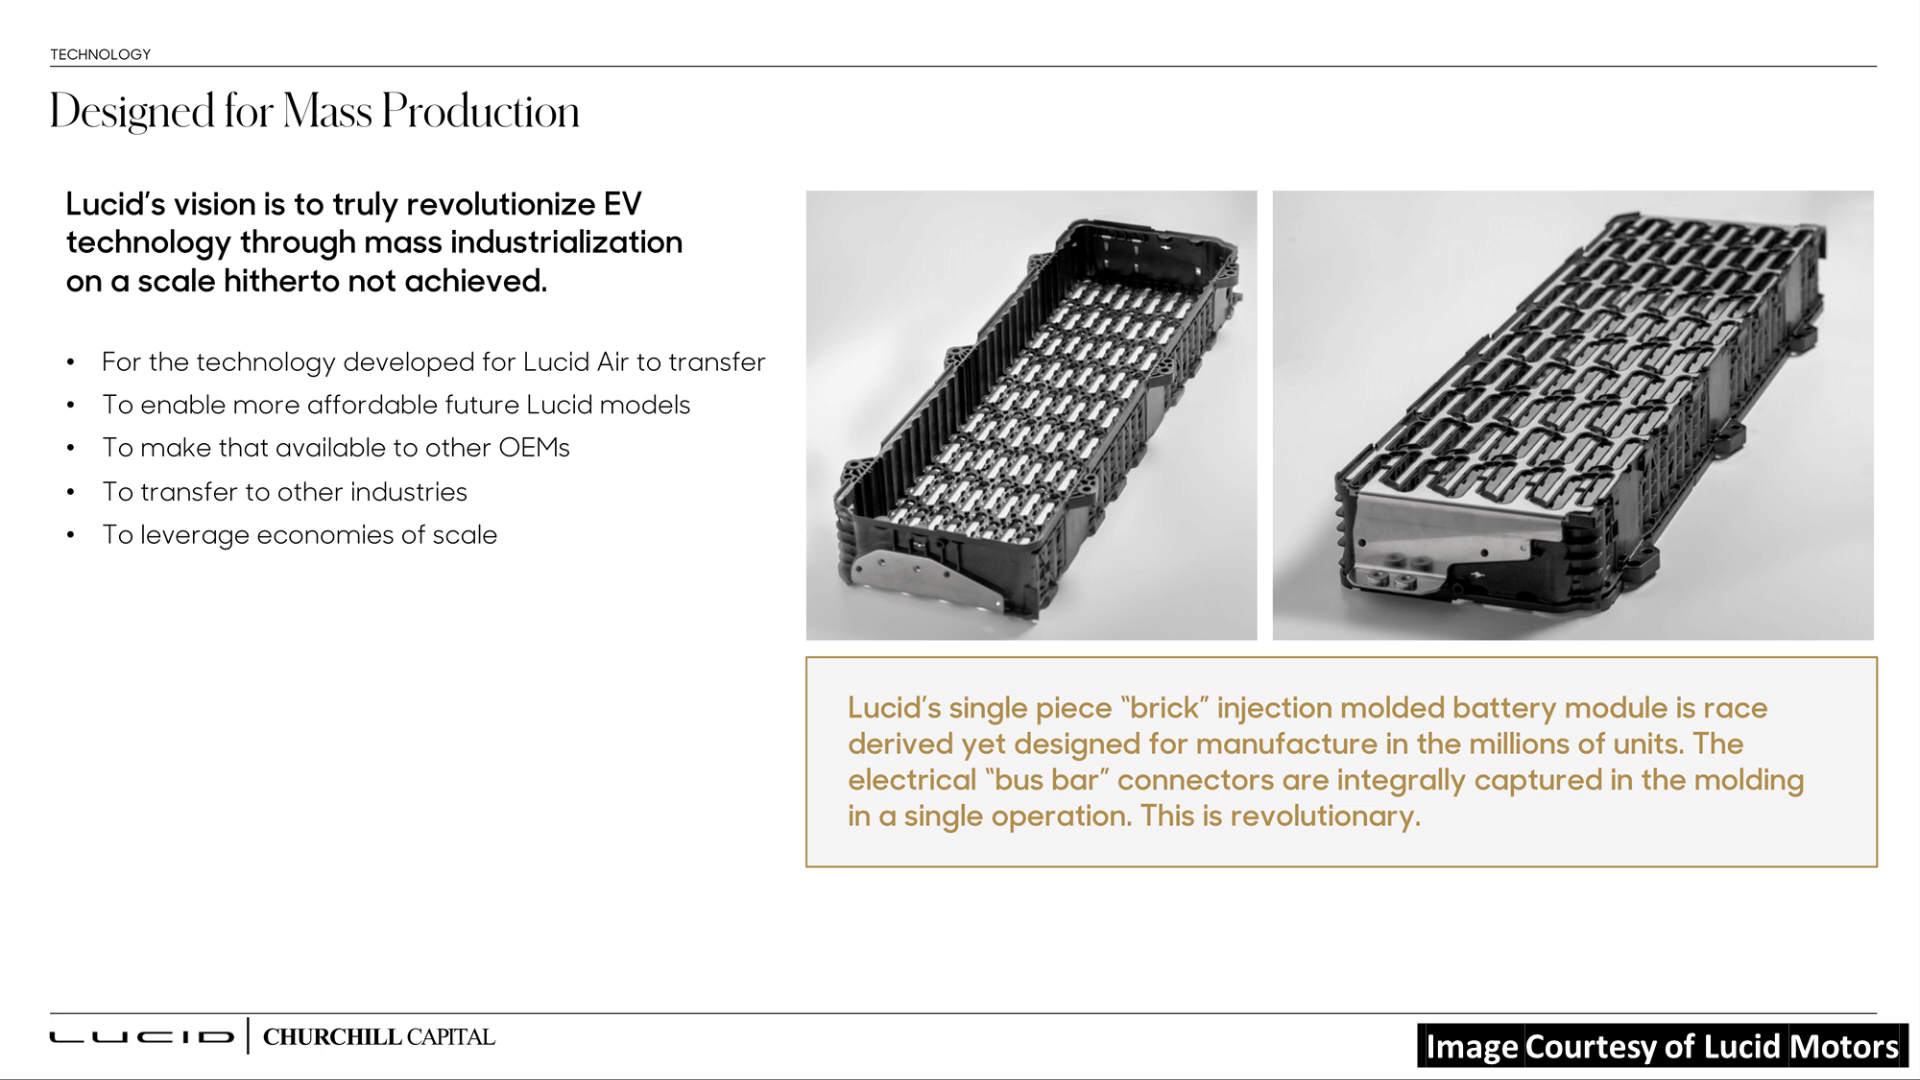 TECHNOLOGY
Designed for Mass Production
Lucid’s vision is to truly revolutionize EV
technology through mass industrialization
on a scale hitherto not achieved.
• For the technology developed for Lucid Air to transfer
• To enable more affordable future Lucid models
• To make that available to other OEMs
• To transfer to other industries
• To leverage economies of scale
Lucid’s single piece “brick” injection molded battery module is race
derived yet designed for manufacture in the millions of units. The
electrical “bus bar” connectors are integrally captured in the molding
in a single operation. This is revolutionary.
LUCID | CHURCHILL CAPITAL
Image Courtesy of Lucid Motors